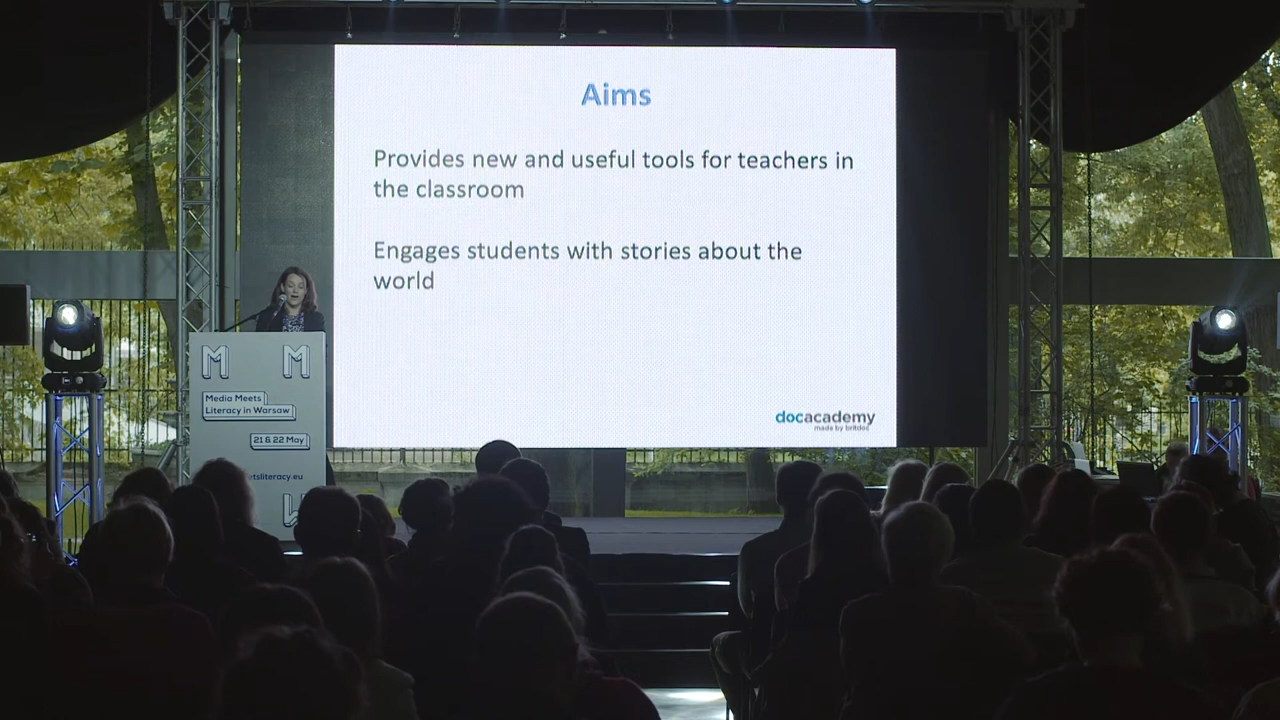 Aims
Provides new and useful tools for teachers in
the classroom
Engages students with stories about the
world
docacademy
made by britdoc
M M
Media Meets
Literacy in Warsaw
21 & 22 May
etsliteracy.eu